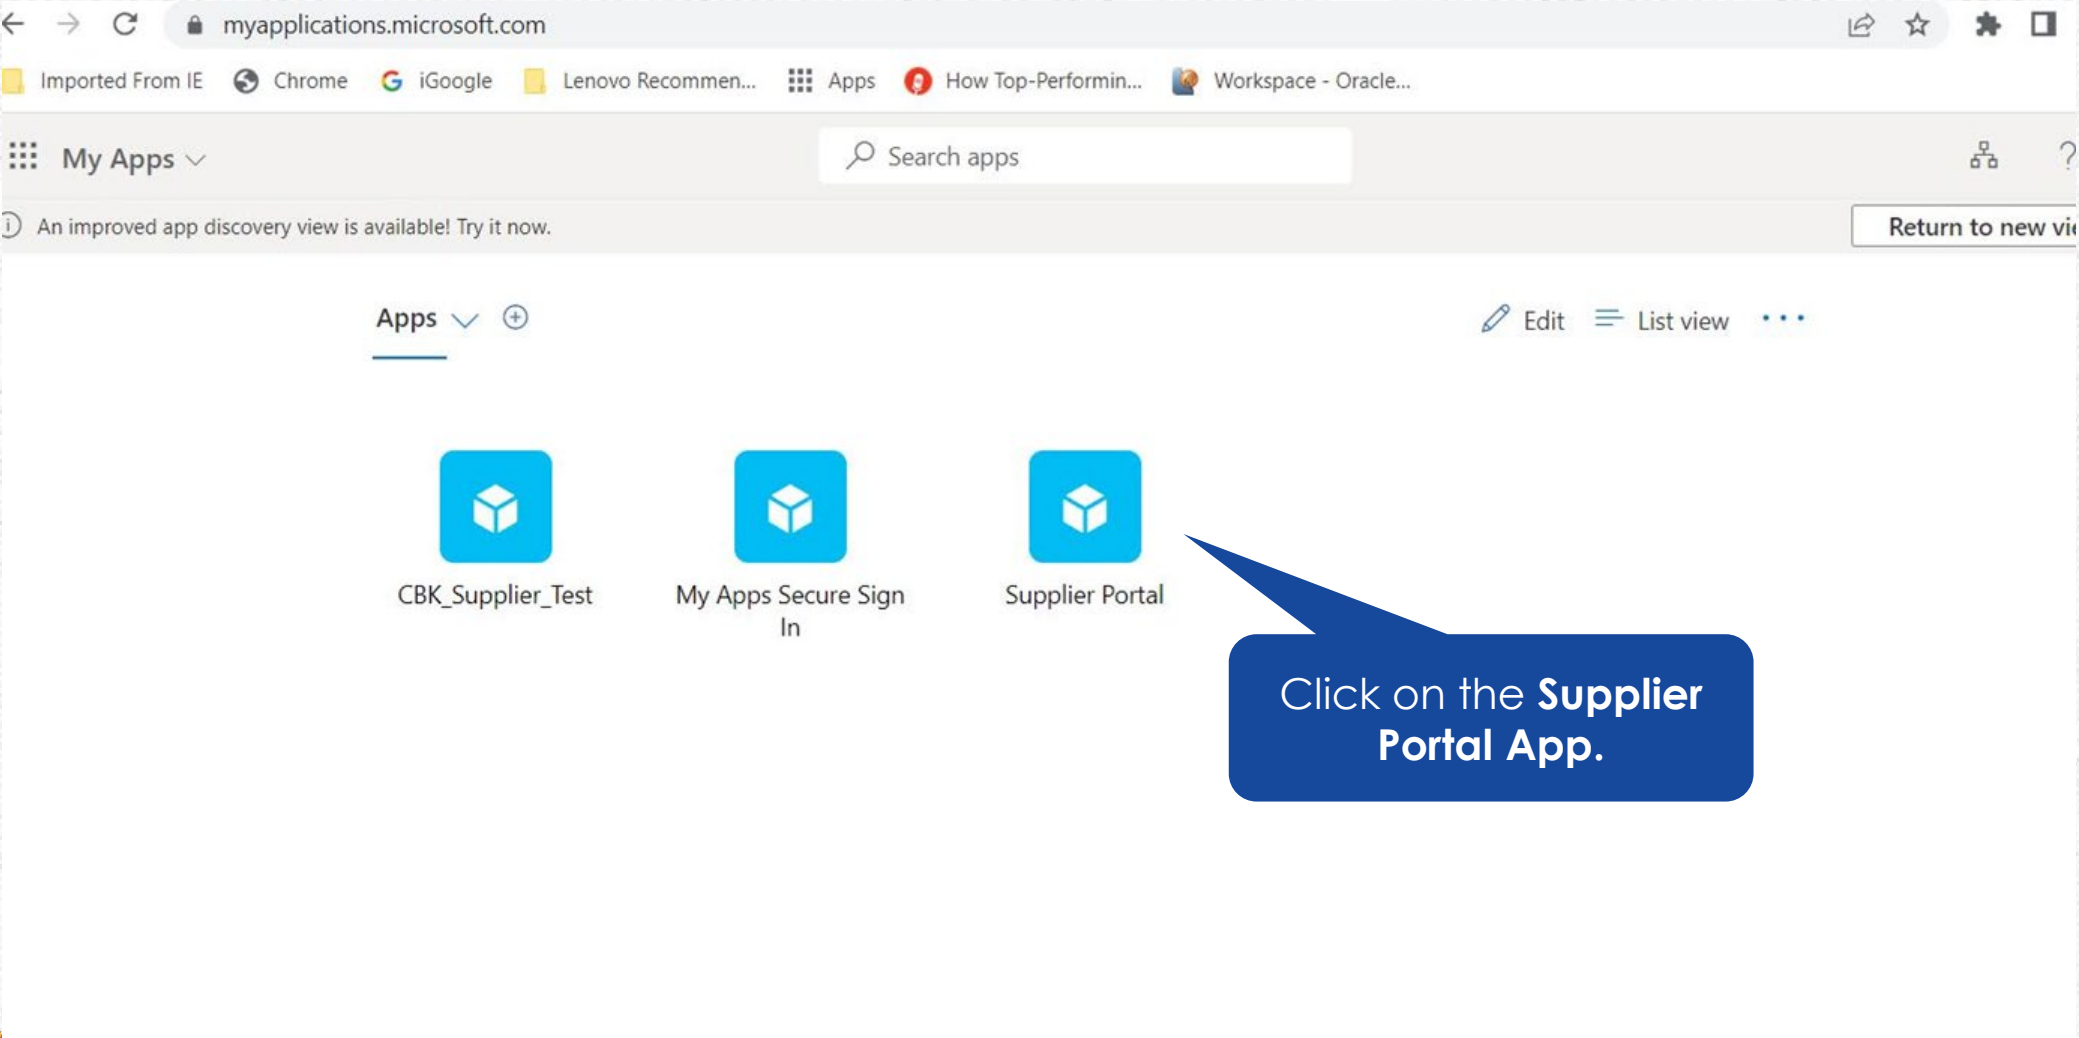 myapplications.microsoft.com
Imported From IE Chrome iGoogle Lenovo Recommen... Apps How Top-Performin... Workspace - Oracle...
My Apps Search apps ?
An improved app discovery view is available! Try it now. Return to new vi
Apps Edit List view
CBK_Supplier_Test My Apps Secure Sign Supplier Portal
In
Click on the Supplier
Portal App.